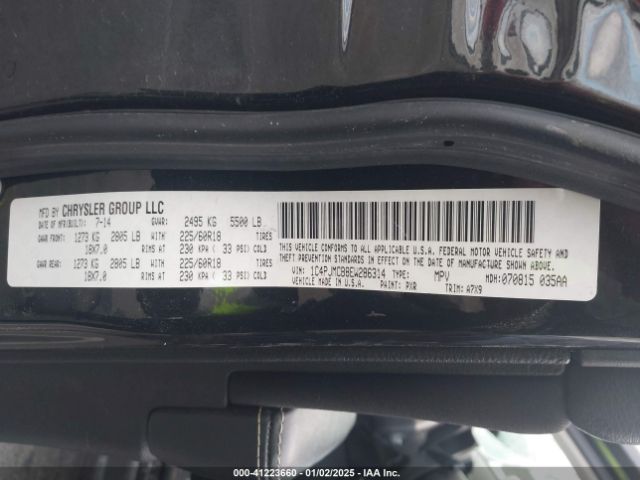 MFD BY CHRYSLER GROUP LLC
DATE OF MFR(BUILT): 7-14 GVWR: 2495 KG 5500 LB
GAWR FRONT: 1273 KG 2805 LB WITH 225/60R18 TIRES
18X7.0 RIMS AT 230 KPA ( 33 PSI) COLD
GAWR REAR: 1273 KG 2805 LB WITH 225/60R18 TIRES
18X7.0 RIMS AT 230 KPA ( 33 PSI) COLD
THIS VEHICLE CONFORMS TO ALL APPLICABLE U.S.A. FEDERAL MOTOR VEHICLE SAFETY AND
THEFT PREVENTION STANDARDS IN EFFECT ON THE DATE OF MANUFACTURE SHOWN ABOVE.
VIN: 1C4PJMCB8EW286314 TYPE: MPV MDH: 070815 035AA
VEHICLE MADE IN U.S.A. PAINT: PXR TRIM: A7X9
000-41223660 - 01/02/2025 - IAA Inc.